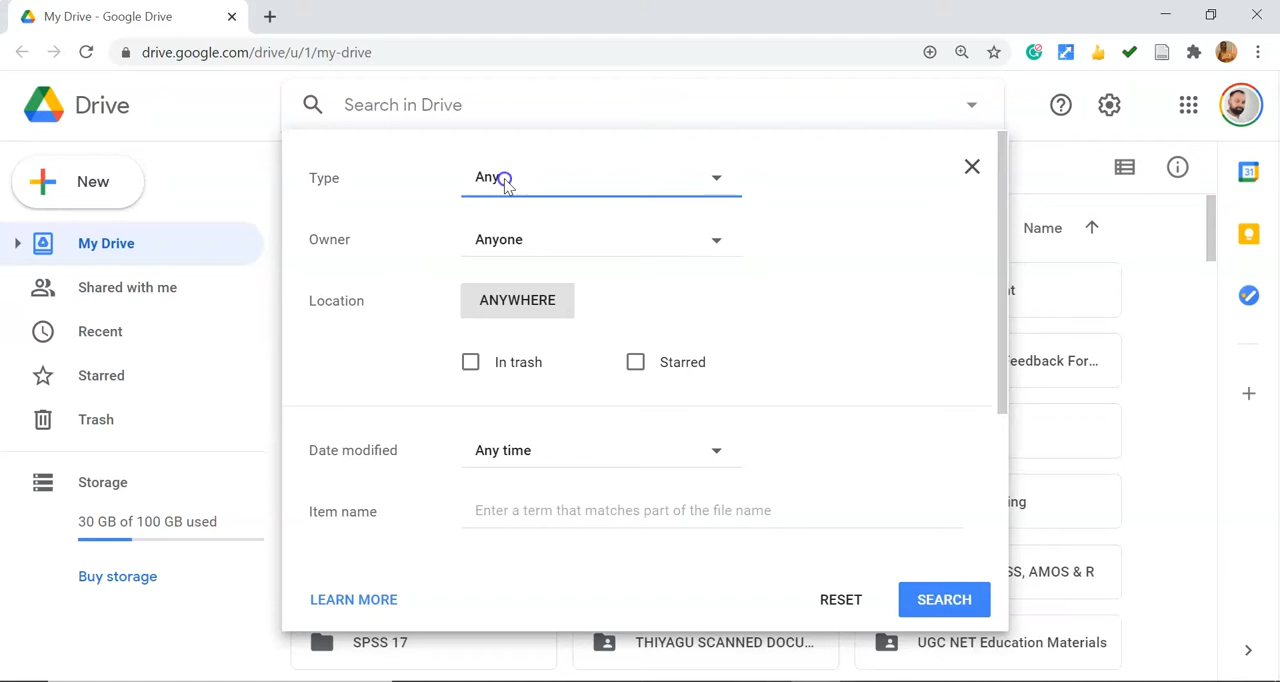 My Drive - Google Drive
drive.google.com/drive/u/1/my-drive
Drive
Search in Drive
New
Type
Any
31
My Drive
Owner
Anyone
Name
Shared with me
Location
ANYWHERE
nt
Recent
In trash
Starred
eedback For...
Starred
Trash
Date modified
Any time
Storage
30 GB of 100 GB used
Item name
Enter a term that matches part of the file name
ing
Buy storage
LEARN MORE
RESET
SEARCH
SS, AMOS & R
SPSS 17
THIYAGU SCANNED DOCU...
UGC NET Education Materials